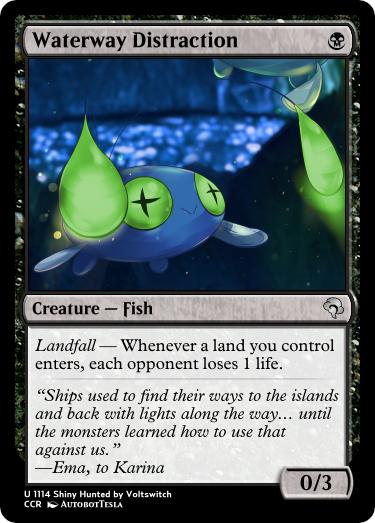 Waterway Distraction
Creature — Fish
Landfall — Whenever a land you control
enters, each opponent loses 1 life.
“Ships used to find their ways to the islands
and back with lights along the way… until
the monsters learned how to use that
against us.”
—Ema, to Karina
0/3
U 1114 Shiny Hunted by Voltswitch
CCR AutobotTesla